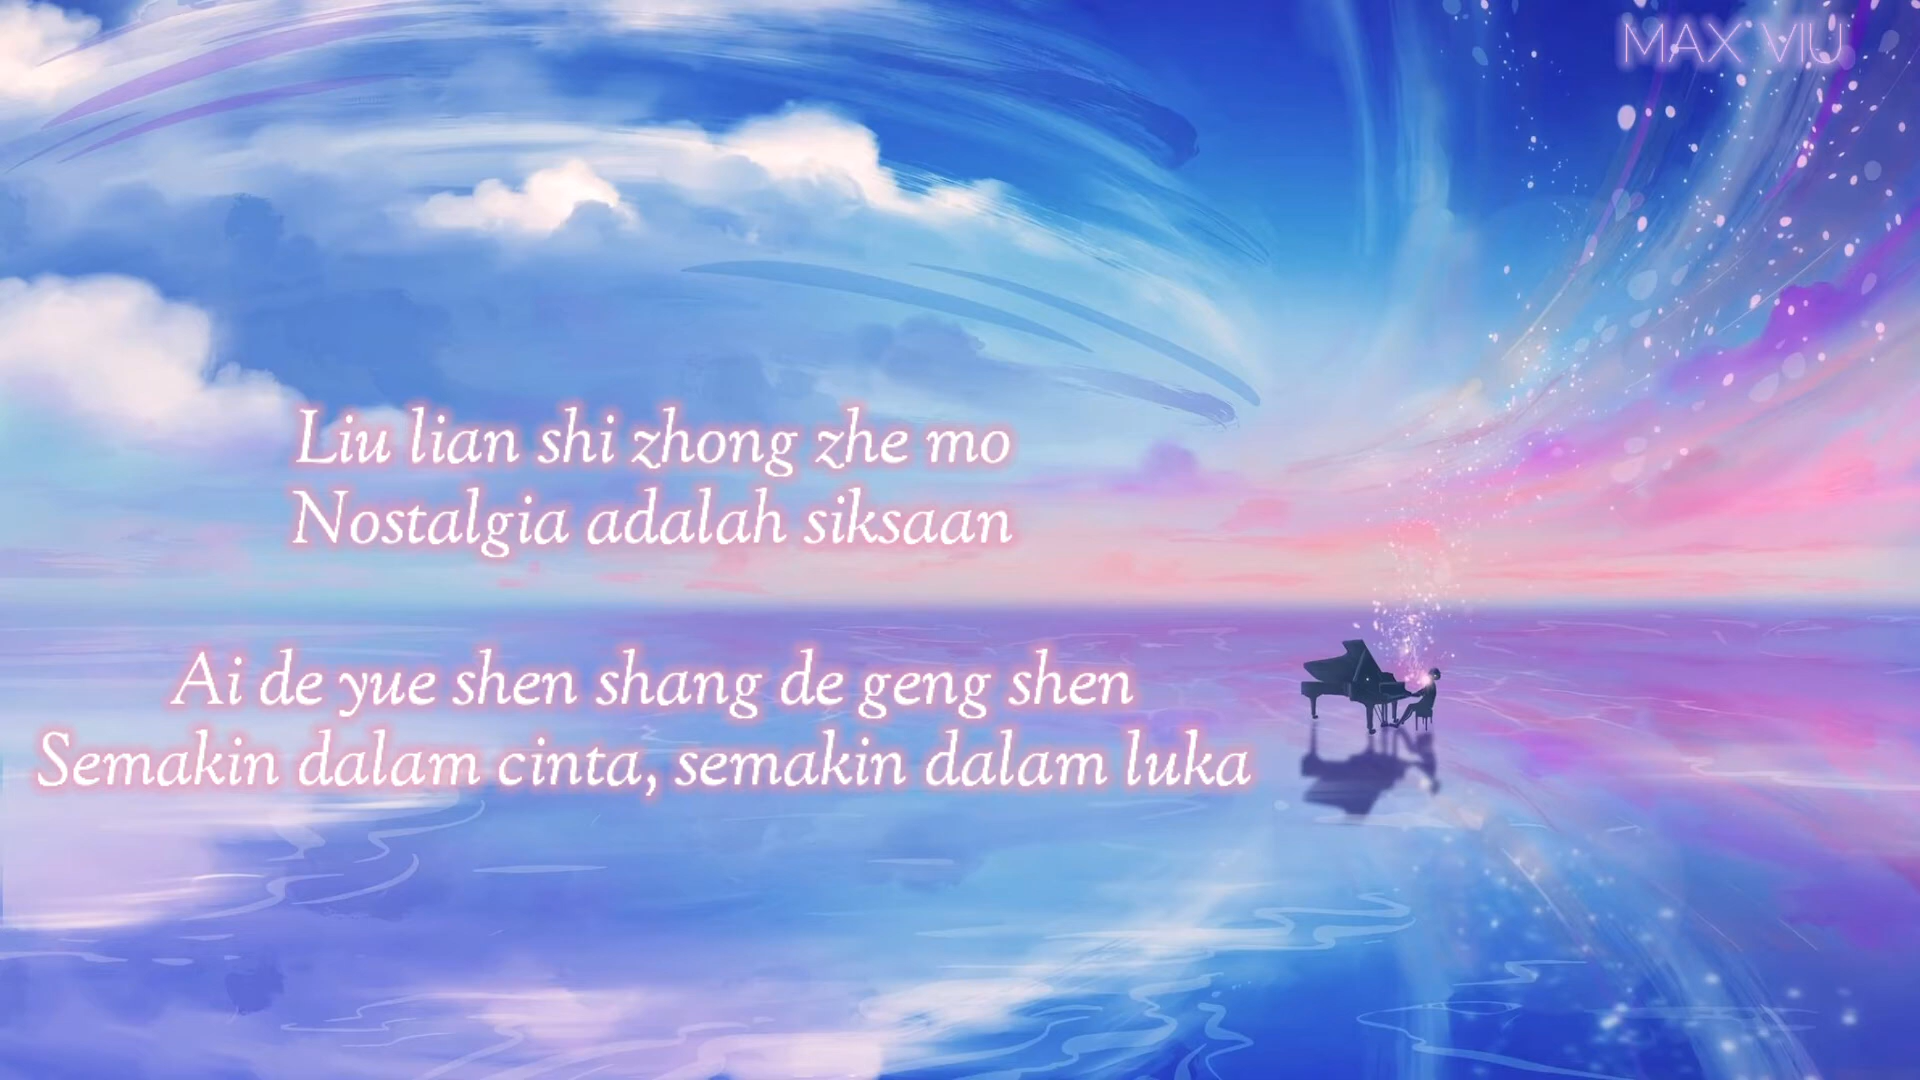 MAX VIU
Liu lian shi zhong zhe mo
Nostalgia adalah siksaan
Ai de yue shen shang de geng shen
Semakin dalam cinta, semakin dalam luka